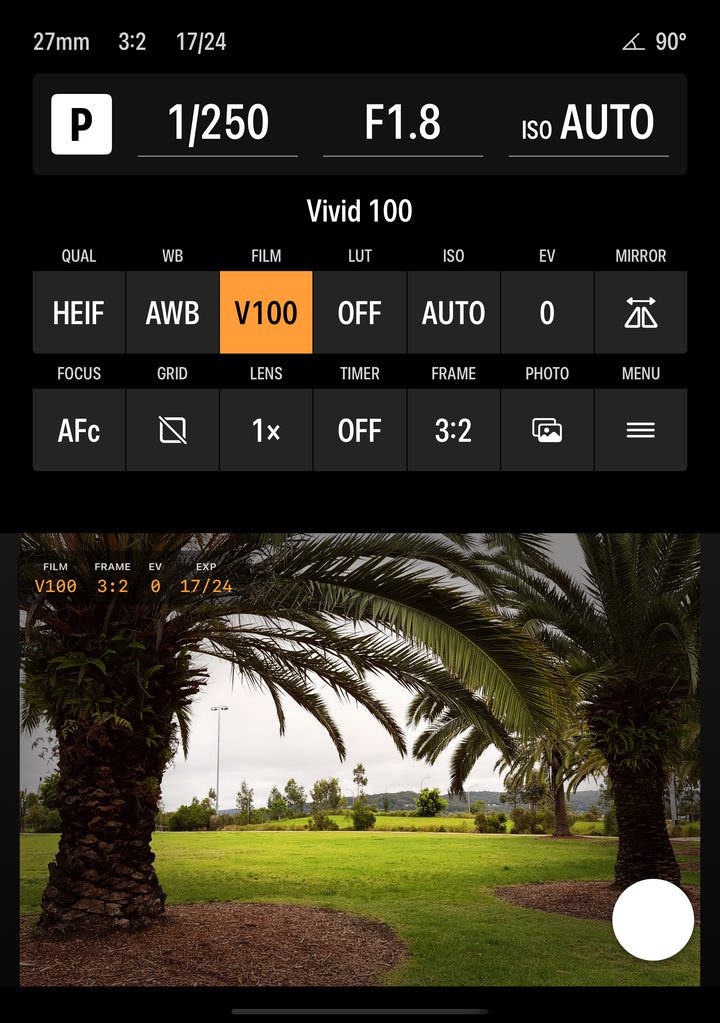 27mm 3:2 17/24 90°
P 1/250 F1.8 ISO AUTO
Vivid 100
QUAL WB FILM LUT ISO EV MIRROR
HEIF AWB V100 OFF AUTO 0
FOCUS GRID LENS TIMER FRAME PHOTO MENU
AFc 1× OFF 3:2
FILM FRAME EV EXP
V100 3:2 0 17/24